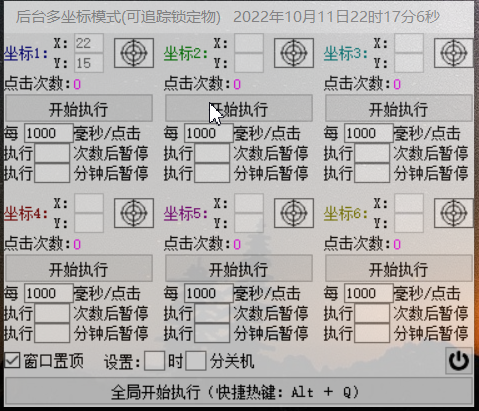 后台多坐标模式(可追踪锁定物) 2022年10月11日22时17分6秒
坐标1: X: 22 Y: 15
坐标2: X: Y:
坐标3: X: Y:
点击次数:0 点击次数:0 点击次数:0
开始执行 开始执行 开始执行
每 1000 毫秒/点击 每 1000 毫秒/点击 每 1000 毫秒/点击
执行 次数后暂停 执行 次数后暂停 执行 次数后暂停
执行 分钟后暂停 执行 分钟后暂停 执行 分钟后暂停
坐标4: X: Y:
坐标5: X: Y:
坐标6: X: Y:
点击次数:0 点击次数:0 点击次数:0
开始执行 开始执行 开始执行
每 1000 毫秒/点击 每 1000 毫秒/点击 每 1000 毫秒/点击
执行 次数后暂停 执行 次数后暂停 执行 次数后暂停
执行 分钟后暂停 执行 分钟后暂停 执行 分钟后暂停
窗口置顶 设置: 时 分关机
全局开始执行(快捷热键: Alt + Q)